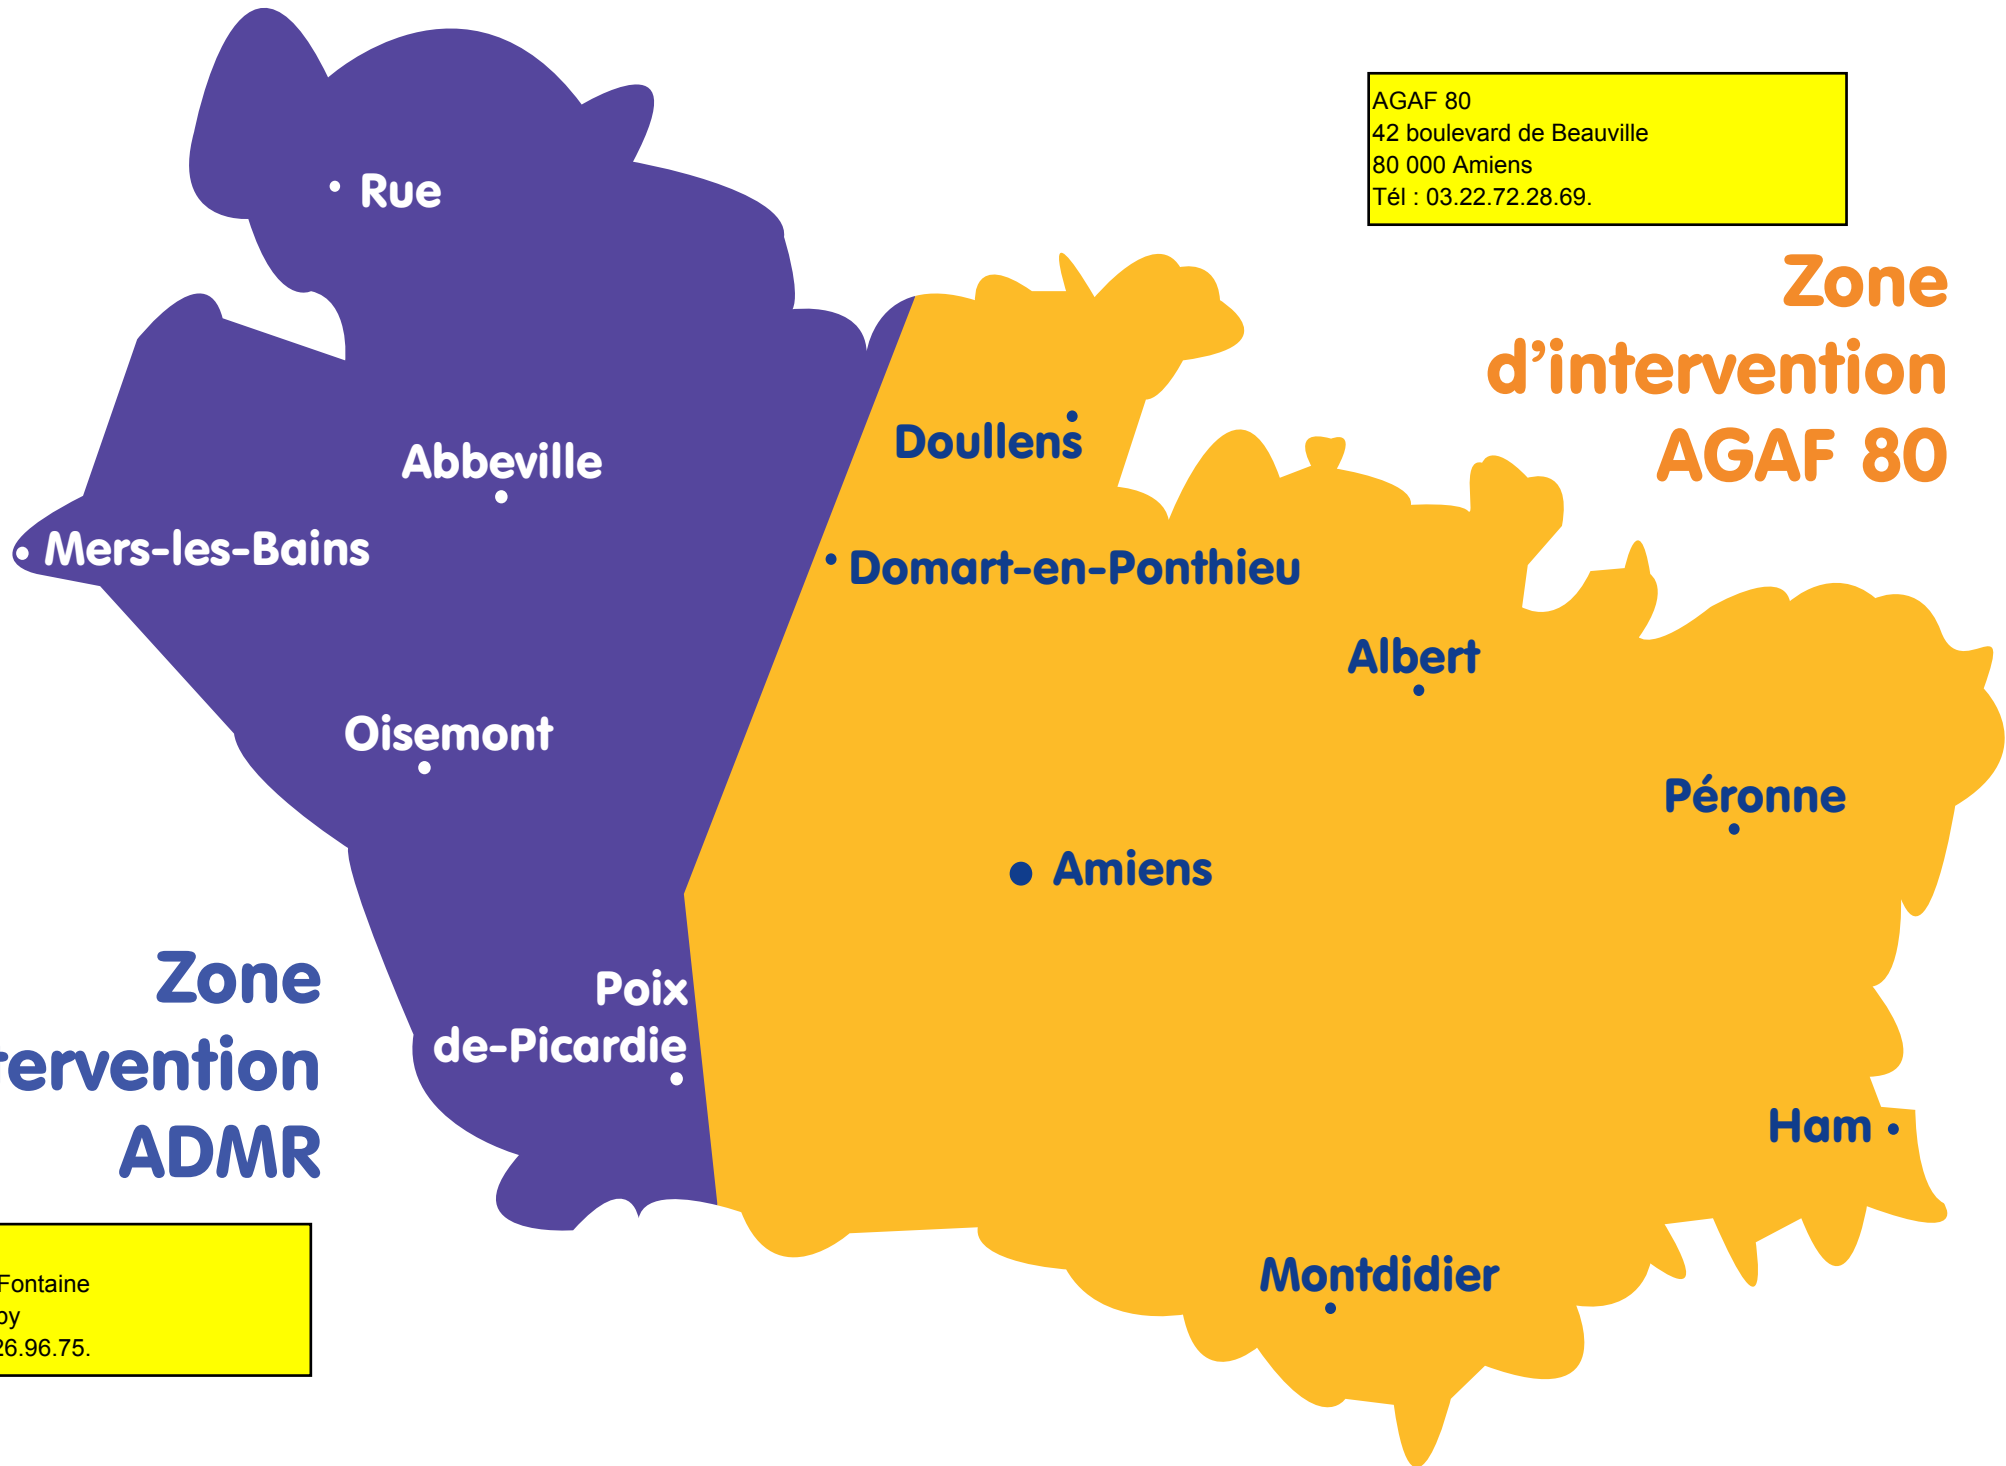 AGAF 80
42 boulevard de Beauville
80 000 Amiens
Tél : 03.22.72.28.69.
Zone
d'intervention
AGAF 80
Rue
Doullens
Abbeville
Mers-les-Bains
Domart-en-Ponthieu
Albert
Oisemont
Péronne
Amiens
Poix
de-Picardie
Zone
tervention
ADMR
Ham
Fontaine
oy
26.96.75.
Montdidier